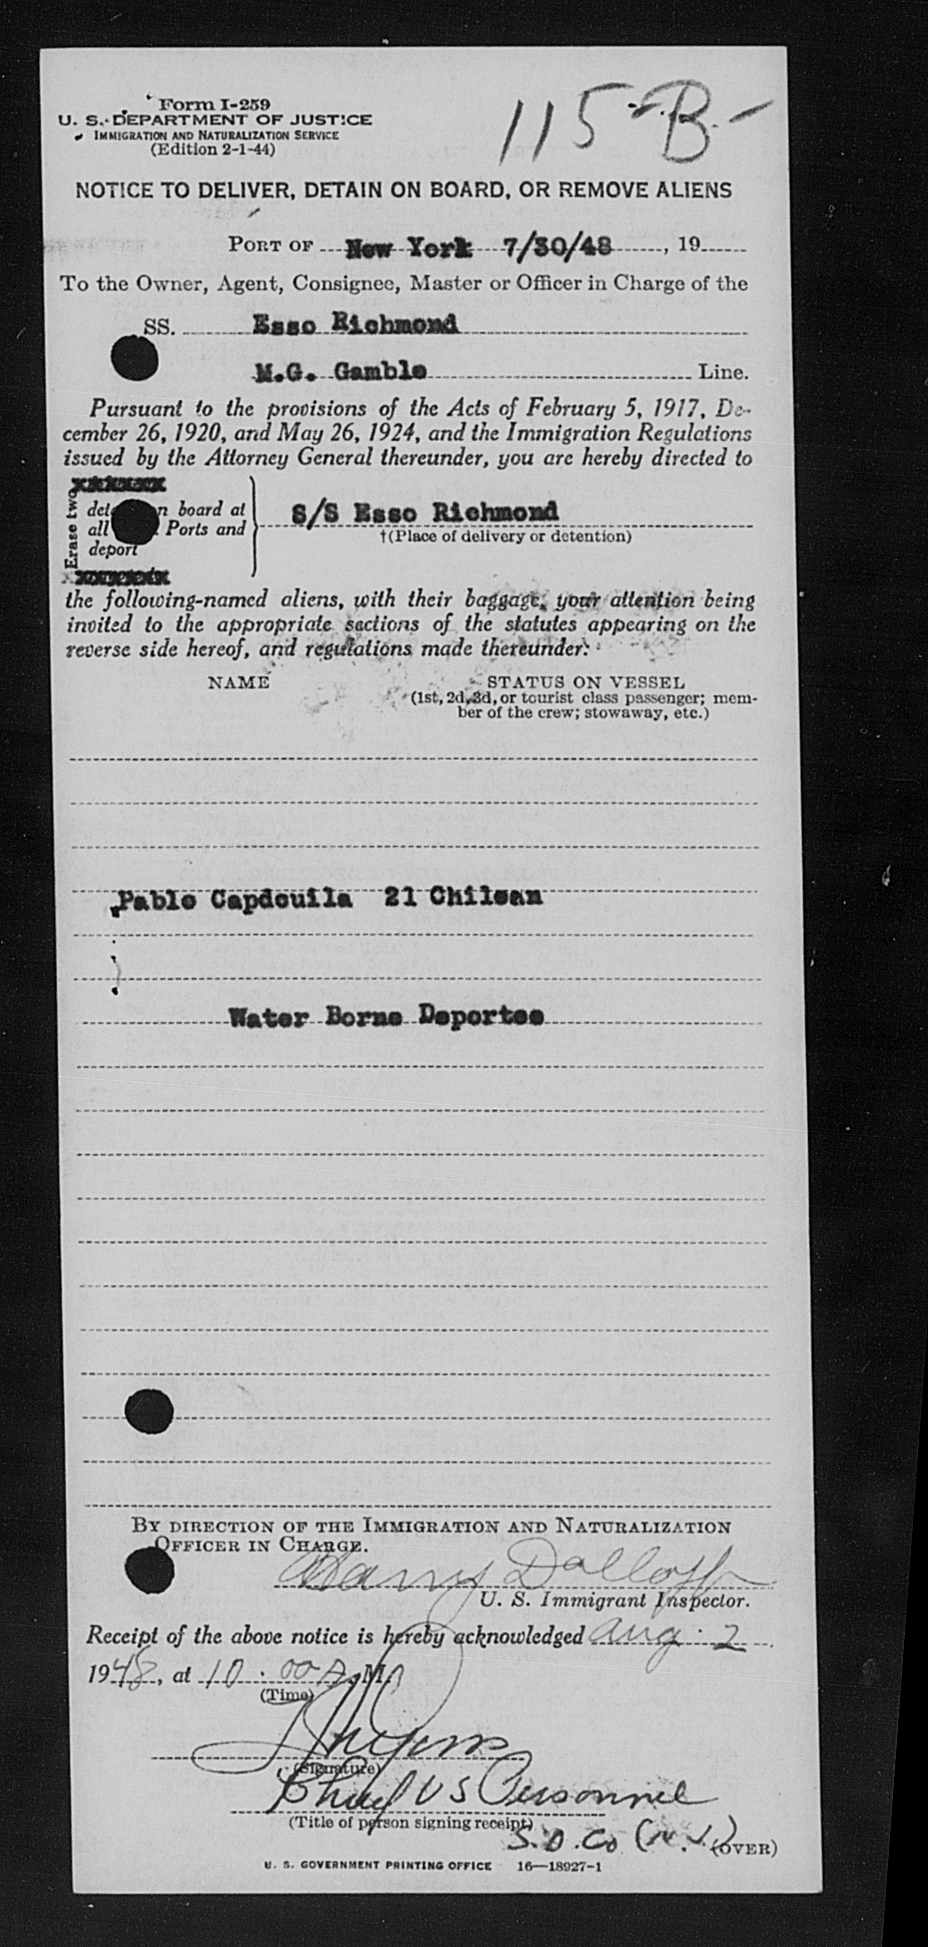 Form I-259
U. S. DEPARTMENT OF JUSTICE
IMMIGRATION AND NATURALIZATION SERVICE
(Edition 2-1-44)
115-B-
NOTICE TO DELIVER, DETAIN ON BOARD, OR REMOVE ALIENS
PORT OF New York 7/30/48, 19
To the Owner, Agent, Consignee, Master or Officer in Charge of the
SS. Esso Richmond
M.G. Gamble Line.
Pursuant to the provisions of the Acts of February 5, 1917, De-
cember 26, 1920, and May 26, 1924, and the Immigration Regulations
issued by the Attorney General thereunder, you are hereby directed to
Erase two
board at
all Ports and
deport
S/S Esso Richmond
†(Place of delivery or detention)
the following-named aliens, with their baggage, your attention being
invited to the appropriate sections of the statutes appearing on the
reverse side hereof, and regulations made thereunder:
NAME
STATUS ON VESSEL
(1st, 2d, 3d, or tourist class passenger; mem-
ber of the crew; stowaway, etc.)
Pablo Capdouila 21 Chilean
Water Borne Deportee
BY DIRECTION OF THE IMMIGRATION AND NATURALIZATION
OFFICER IN CHARGE.
Harry Dolloff
U. S. Immigrant Inspector.
Receipt of the above notice is hereby acknowledged Aug. 2
1948, at 10:00 A.M.
(Time)
(Signature)
Chief US Personnel
(Title of person signing receipt)
S.O.Co (N.J.)
(OVER)
U. S. GOVERNMENT PRINTING OFFICE 16—18927-1